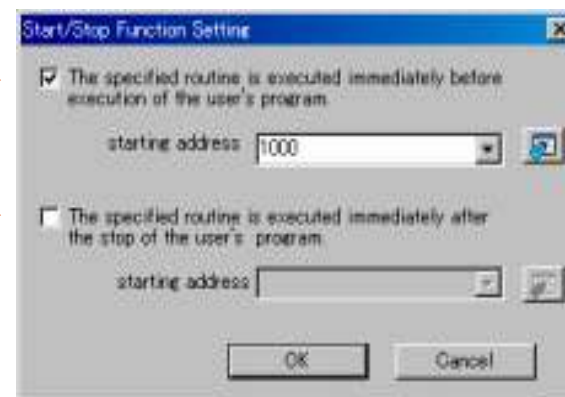 Start/Stop Function Setting
The specified routine is executed immediately before
execution of the user's program.
starting address 1000
The specified routine is executed immediately after
the stop of the user's program.
starting address
OK Cancel